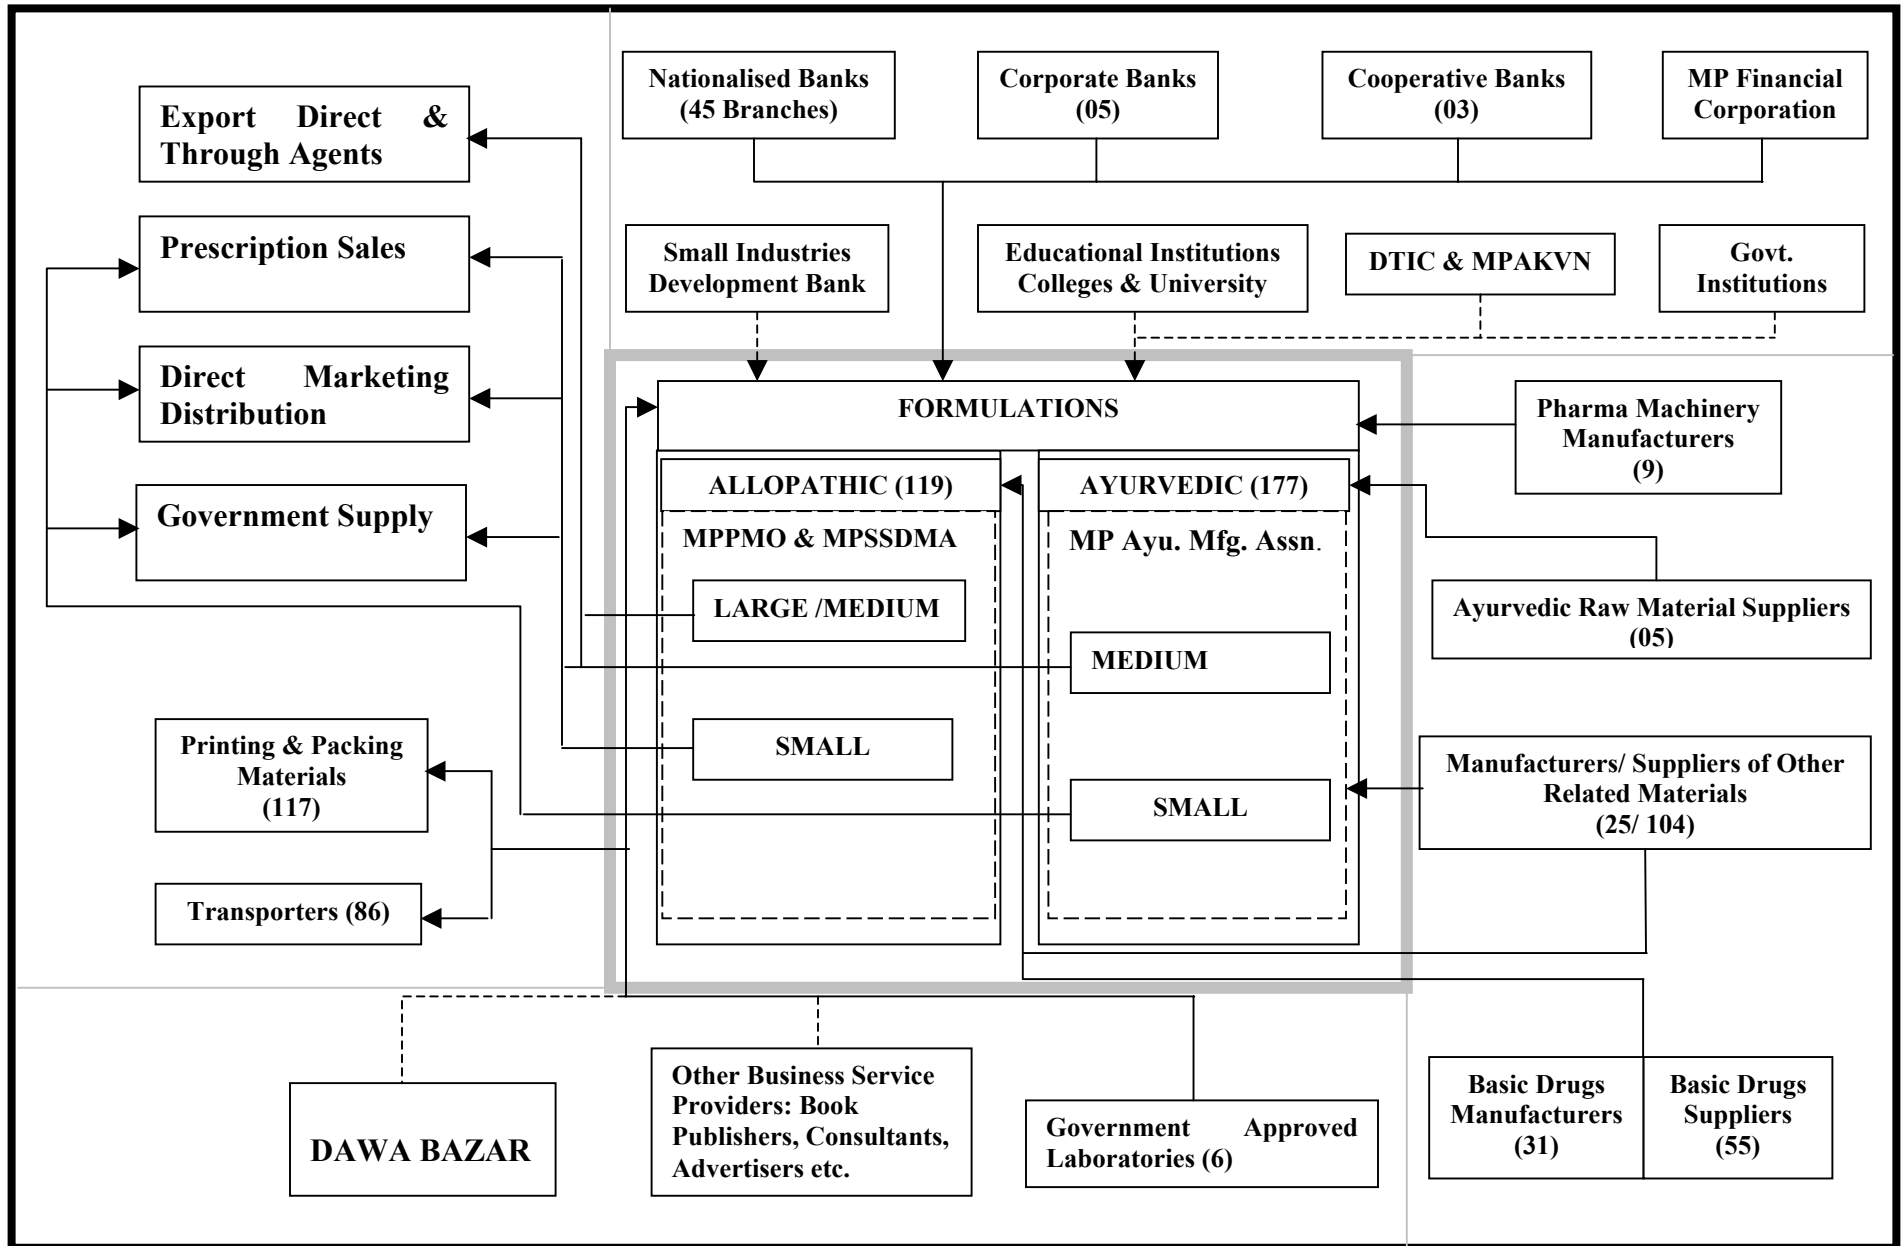 Nationalised Banks
(45 Branches)
Corporate Banks
(05)
Cooperative Banks
(03)
MP Financial
Corporation
Export Direct &
Through Agents
Prescription Sales
Small Industries
Development Bank
Educational Institutions
Colleges & University
DTIC & MPAKVN
Govt.
Institutions
Direct Marketing
Distribution
Government Supply
FORMULATIONS
ALLOPATHIC (119)
MPPMO & MPSSDMA
LARGE /MEDIUM
SMALL
AYURVEDIC (177)
MP Ayu. Mfg. Assn.
MEDIUM
SMALL
Pharma Machinery
Manufacturers
(9)
Ayurvedic Raw Material Suppliers
(05)
Manufacturers/ Suppliers of Other
Related Materials
(25/ 104)
Printing & Packing
Materials
(117)
Transporters (86)
DAWA BAZAR
Other Business Service
Providers: Book
Publishers, Consultants,
Advertisers etc.
Government Approved
Laboratories (6)
Basic Drugs
Manufacturers
(31)
Basic Drugs
Suppliers
(55)